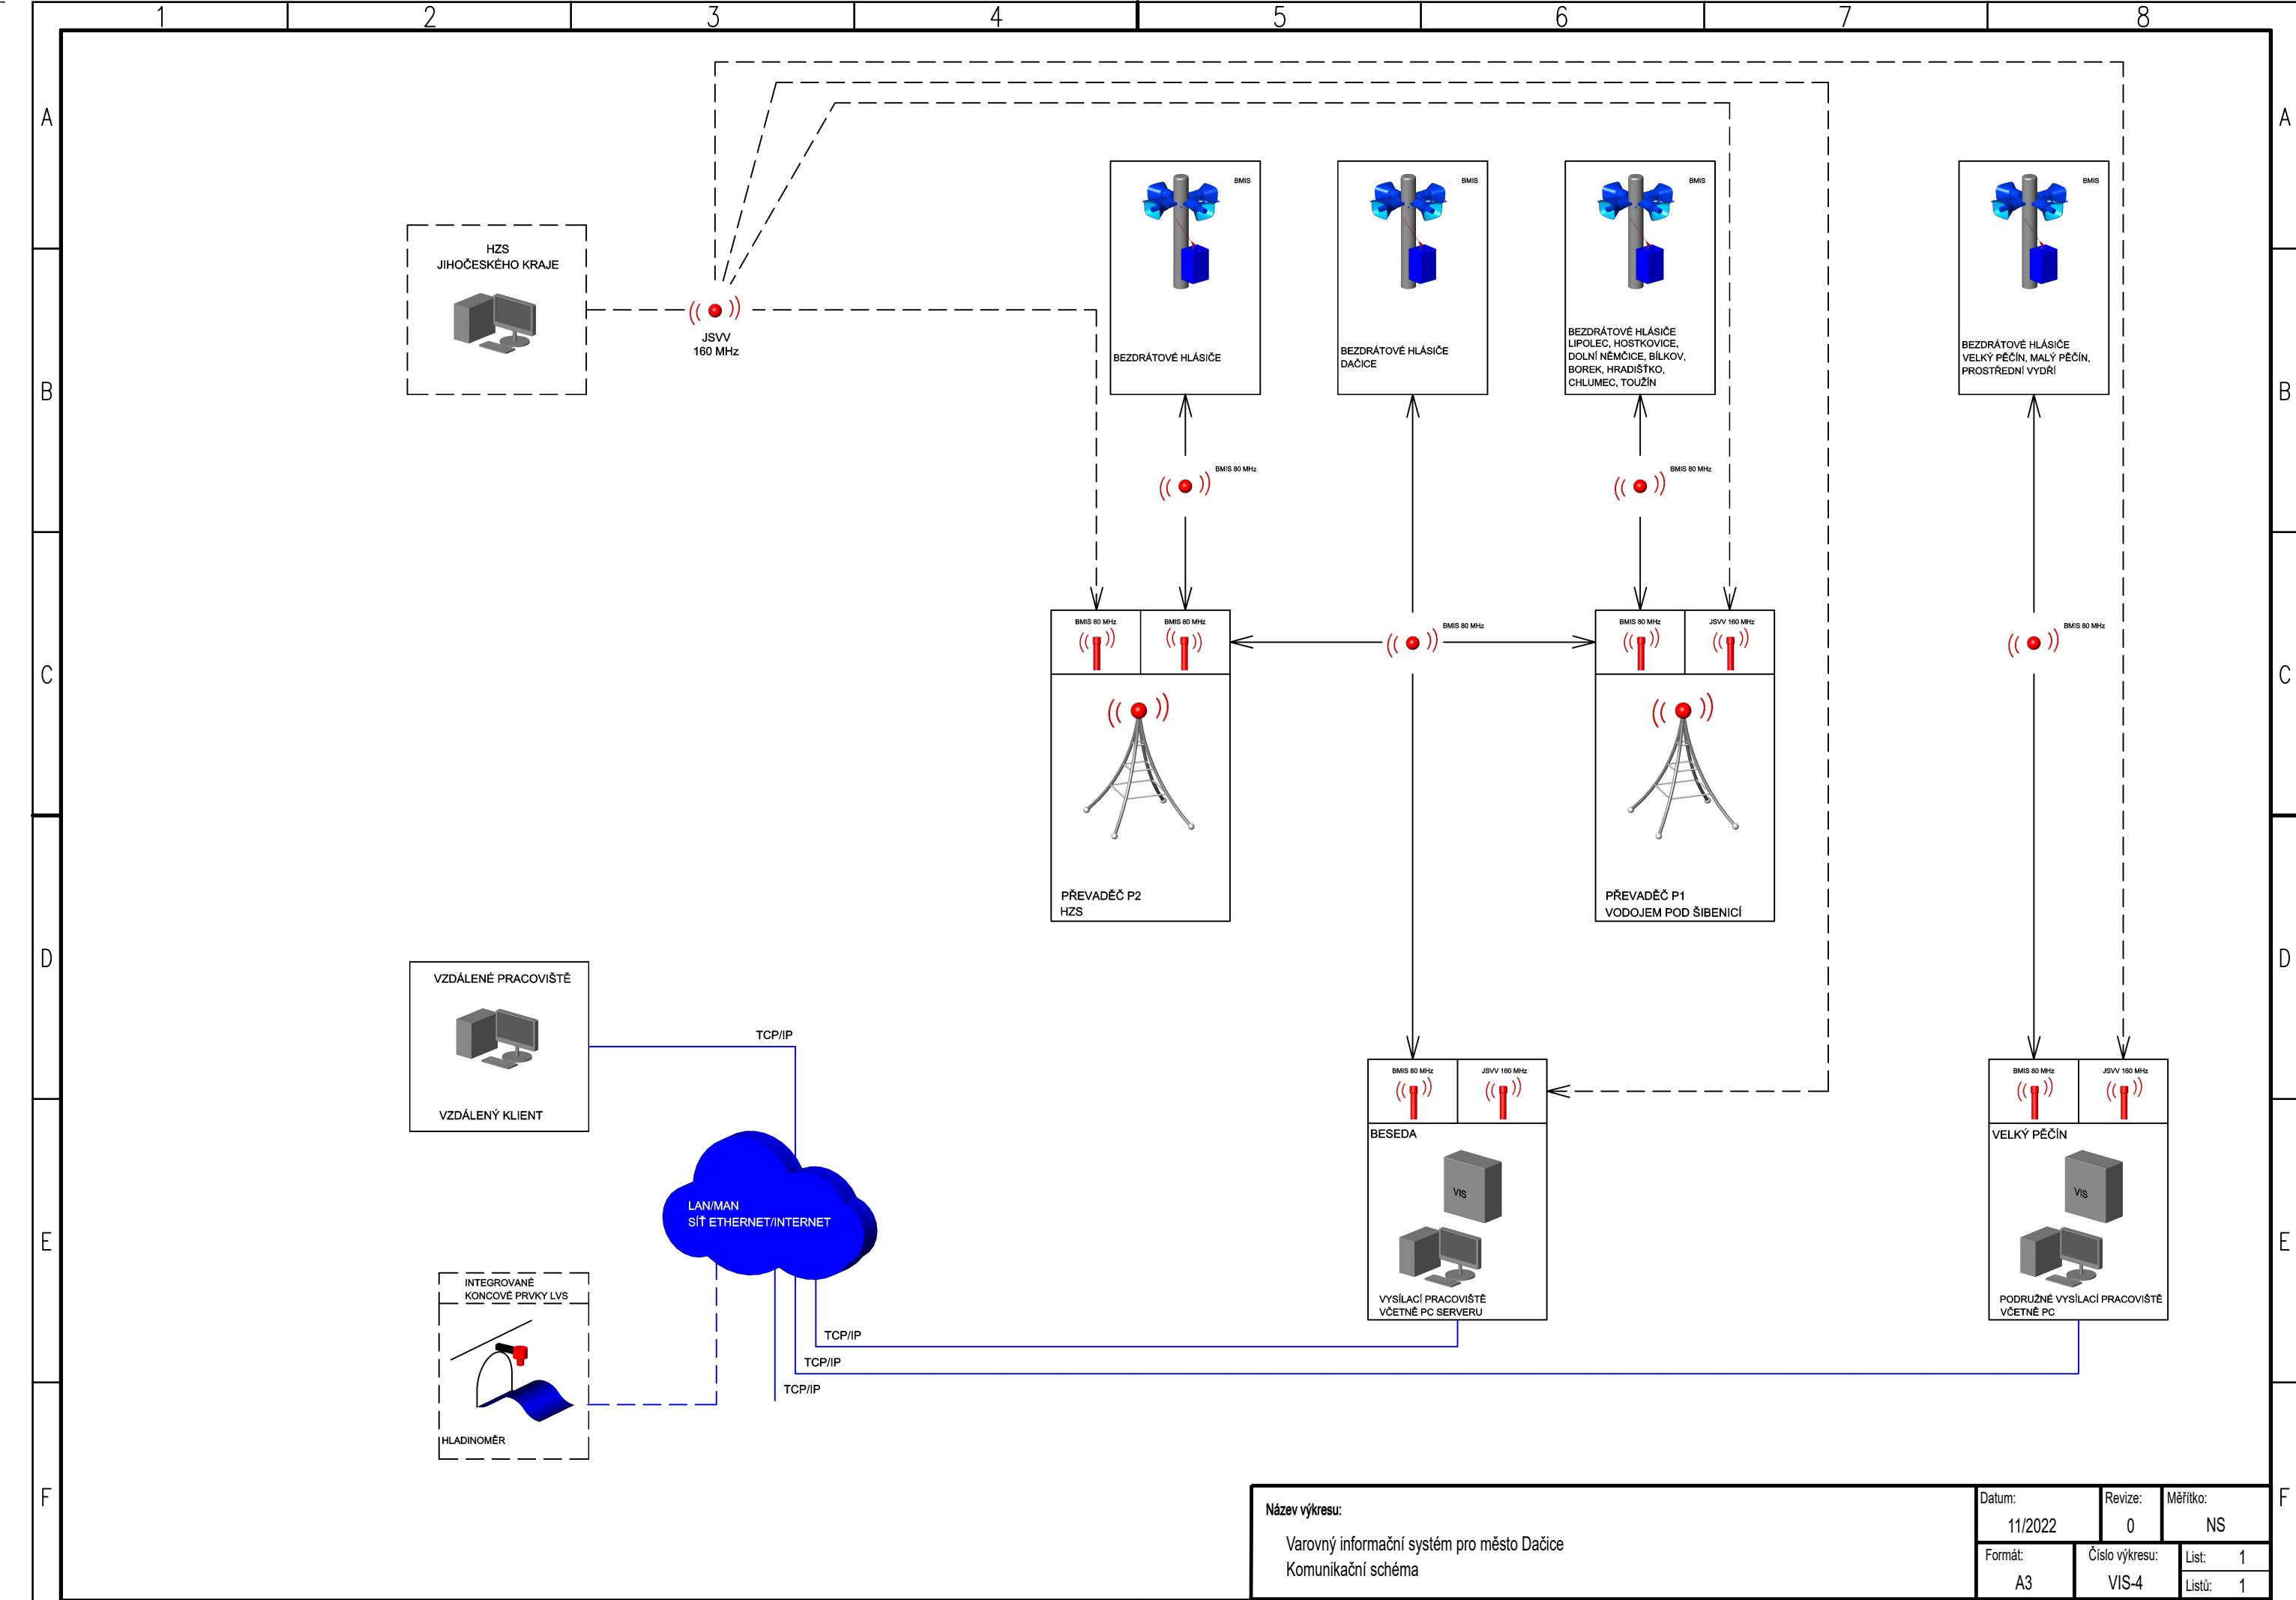 1 2 3 4 5 6 7 8
A A
BMIS BMIS BMIS BMIS
HZS
JIHOČESKÉHO KRAJE
JSVV
160 MHz
BEZDRÁTOVÉ HLÁSIČE
BEZDRÁTOVÉ HLÁSIČE
DAČICE
BEZDRÁTOVÉ HLÁSIČE
LIPOLEC, HOSTKOVICE,
DOLNÍ NĚMČICE, BÍLKOV,
BOREK, HRADIŠŤKO,
CHLUMEC, TOUŽÍN
BEZDRÁTOVÉ HLÁSIČE
VELKÝ PĚČÍN, MALÝ PĚČÍN,
PROSTŘEDNÍ VYDŘÍ
B B
BMIS 80 MHz BMIS 80 MHz
BMIS 80 MHz BMIS 80 MHz
BMIS 80 MHz
BMIS 80 MHz JSVV 160 MHz
BMIS 80 MHz
C C
PŘEVADĚČ P2
HZS
PŘEVADĚČ P1
VODOJEM POD ŠIBENICÍ
D D
VZDÁLENÉ PRACOVIŠTĚ
VZDÁLENÝ KLIENT
TCP/IP
BMIS 80 MHz JSVV 160 MHz
BESEDA
VIS
VYSÍLACÍ PRACOVIŠTĚ
VČETNĚ PC SERVERU
BMIS 80 MHz JSVV 160 MHz
VELKÝ PĚČÍN
VIS
PODRUŽNÉ VYSÍLACÍ PRACOVIŠTĚ
VČETNĚ PC
LAN/MAN
SÍŤ ETHERNET/INTERNET
E E
INTEGROVANÉ
KONCOVÉ PRVKY LVS
HLADINOMĚR
TCP/IP
TCP/IP
TCP/IP
F F
Název výkresu:
Varovný informační systém pro město Dačice
Komunikační schéma
Datum: Revize: Měřítko:
11/2022 0 NS
Formát: Číslo výkresu: List: 1
A3 VIS-4 Listů: 1